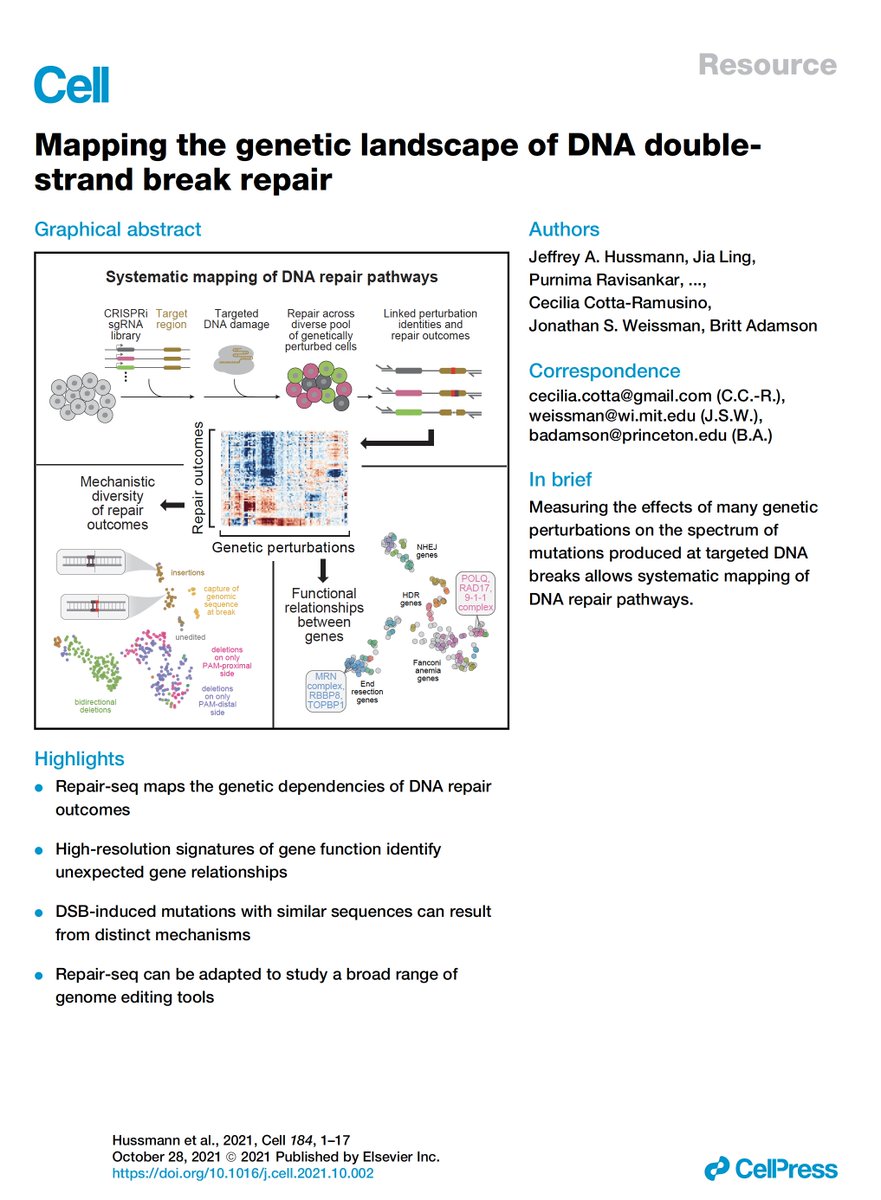 Resource
Cell
Mapping the genetic landscape of DNA double-
strand break repair
Graphical abstract
Systematic mapping of DNA repair pathways
CRISPRi
sgRNA
library
Target
region
Targeted
DNA damage
Repair across
diverse pool
of genetically
perturbed cells
Linked perturbation
identities and
repair outcomes
Repair outcomes
Genetic perturbations
Mechanistic
diversity
of repair
outcomes
insertions
capture of
genomic
sequence
at break
unedited
deletions
on only
PAM-proximal
side
deletions
on only
PAM-distal
side
bidirectional
deletions
Functional
relationships
between
genes
NHEJ
genes
HDR
genes
POLQ,
RAD17,
9-1-1
complex
Fanconi
anemia
genes
End
resection
genes
MRN
complex,
RBBP8,
TOPBP1
Authors
Jeffrey A. Hussmann, Jia Ling,
Purnima Ravisankar, ...,
Cecilia Cotta-Ramusino,
Jonathan S. Weissman, Britt Adamson
Correspondence
cecilia.cotta@gmail.com (C.C.-R.),
weissman@wi.mit.edu (J.S.W.),
badamson@princeton.edu (B.A.)
In brief
Measuring the effects of many genetic
perturbations on the spectrum of
mutations produced at targeted DNA
breaks allows systematic mapping of
DNA repair pathways.
Highlights
● Repair-seq maps the genetic dependencies of DNA repair
outcomes
● High-resolution signatures of gene function identify
unexpected gene relationships
● DSB-induced mutations with similar sequences can result
from distinct mechanisms
● Repair-seq can be adapted to study a broad range of
genome editing tools
Hussmann et al., 2021, Cell 184, 1–17
October 28, 2021 © 2021 Published by Elsevier Inc.
https://doi.org/10.1016/j.cell.2021.10.002
CellPress